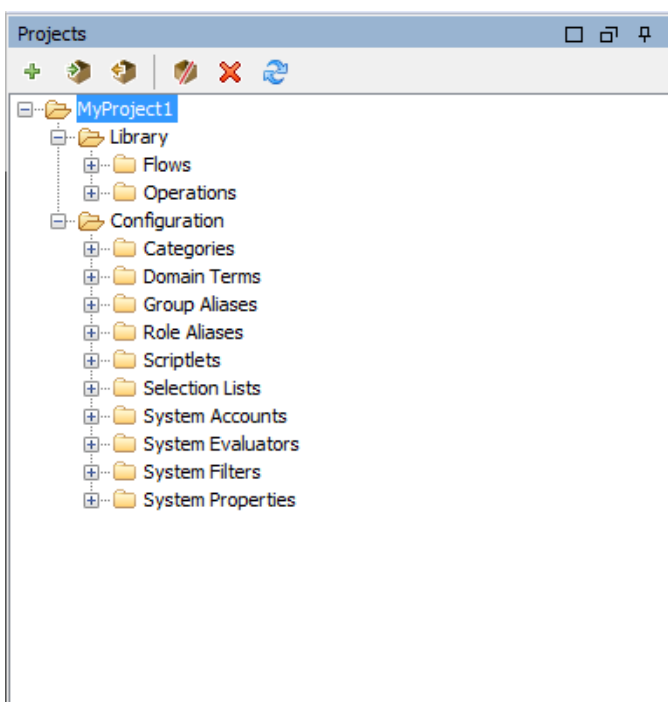 Projects
MyProject1
Library
Flows
Operations
Configuration
Categories
Domain Terms
Group Aliases
Role Aliases
Scriptlets
Selection Lists
System Accounts
System Evaluators
System Filters
System Properties